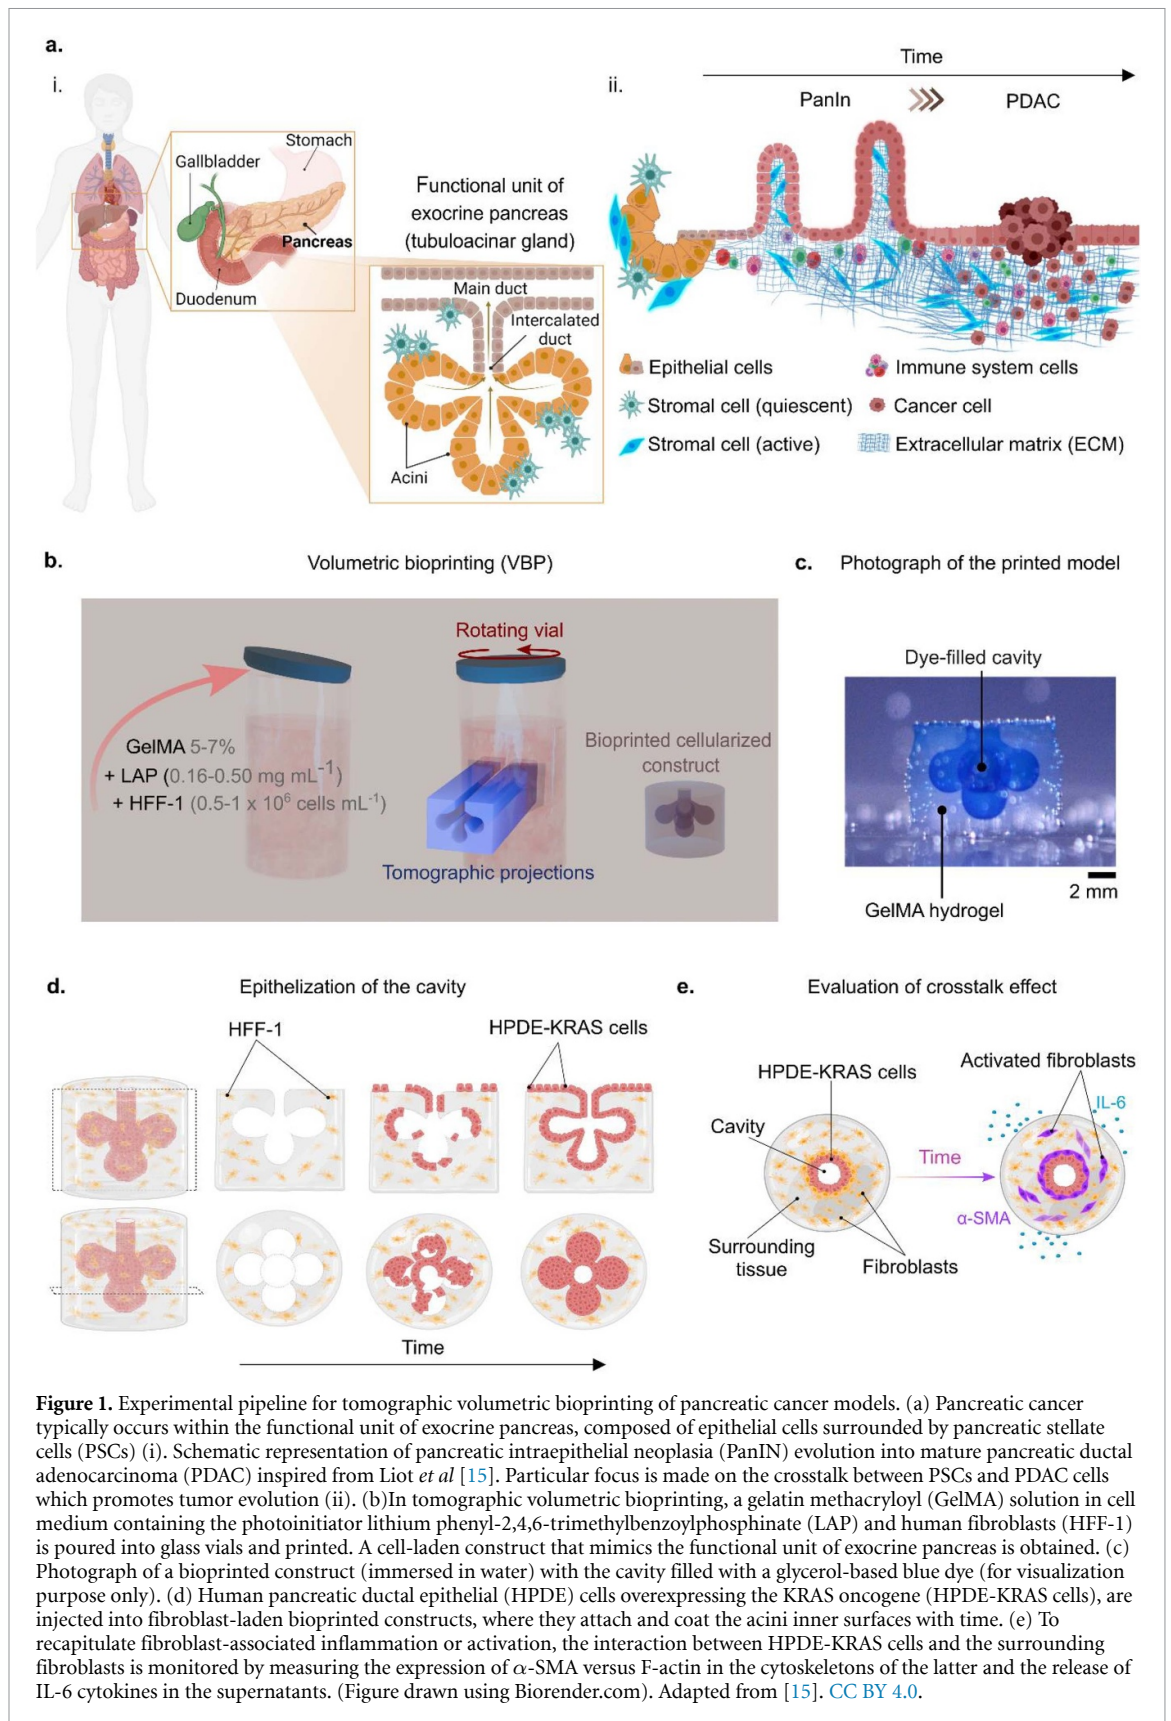 a.
i.
Stomach
Gallbladder
Pancreas
Duodenum
Functional unit of
exocrine pancreas
(tubuloacinar gland)
Main duct
Intercalated
duct
Acini
ii.
Time
PanIn
PDAC
Epithelial cells
Immune system cells
Stromal cell (quiescent)
Cancer cell
Stromal cell (active)
Extracellular matrix (ECM)
b.
Volumetric bioprinting (VBP)
Rotating vial
GelMA 5-7%
+ LAP (0.16-0.50 mg mL⁻¹)
+ HFF-1 (0.5-1 x 10⁶ cells mL⁻¹)
Bioprinted cellularized
construct
Tomographic projections
c.
Photograph of the printed model
Dye-filled cavity
2 mm
GelMA hydrogel
d.
Epithelization of the cavity
HFF-1
HPDE-KRAS cells
Time
e.
Evaluation of crosstalk effect
Activated fibroblasts
HPDE-KRAS cells
IL-6
Cavity
Time
α-SMA
Surrounding
tissue
Fibroblasts
Figure 1. Experimental pipeline for tomographic volumetric bioprinting of pancreatic cancer models. (a) Pancreatic cancer
typically occurs within the functional unit of exocrine pancreas, composed of epithelial cells surrounded by pancreatic stellate
cells (PSCs) (i). Schematic representation of pancreatic intraepithelial neoplasia (PanIN) evolution into mature pancreatic ductal
adenocarcinoma (PDAC) inspired from Liot et al [15]. Particular focus is made on the crosstalk between PSCs and PDAC cells
which promotes tumor evolution (ii). (b)In tomographic volumetric bioprinting, a gelatin methacryloyl (GelMA) solution in cell
medium containing the photoinitiator lithium phenyl-2,4,6-trimethylbenzoylphosphinate (LAP) and human fibroblasts (HFF-1)
is poured into glass vials and printed. A cell-laden construct that mimics the functional unit of exocrine pancreas is obtained. (c)
Photograph of a bioprinted construct (immersed in water) with the cavity filled with a glycerol-based blue dye (for visualization
purpose only). (d) Human pancreatic ductal epithelial (HPDE) cells overexpressing the KRAS oncogene (HPDE-KRAS cells), are
injected into fibroblast-laden bioprinted constructs, where they attach and coat the acini inner surfaces with time. (e) To
recapitulate fibroblast-associated inflammation or activation, the interaction between HPDE-KRAS cells and the surrounding
fibroblasts is monitored by measuring the expression of α-SMA versus F-actin in the cytoskeletons of the latter and the release of
IL-6 cytokines in the supernatants. (Figure drawn using Biorender.com). Adapted from [15]. CC BY 4.0.